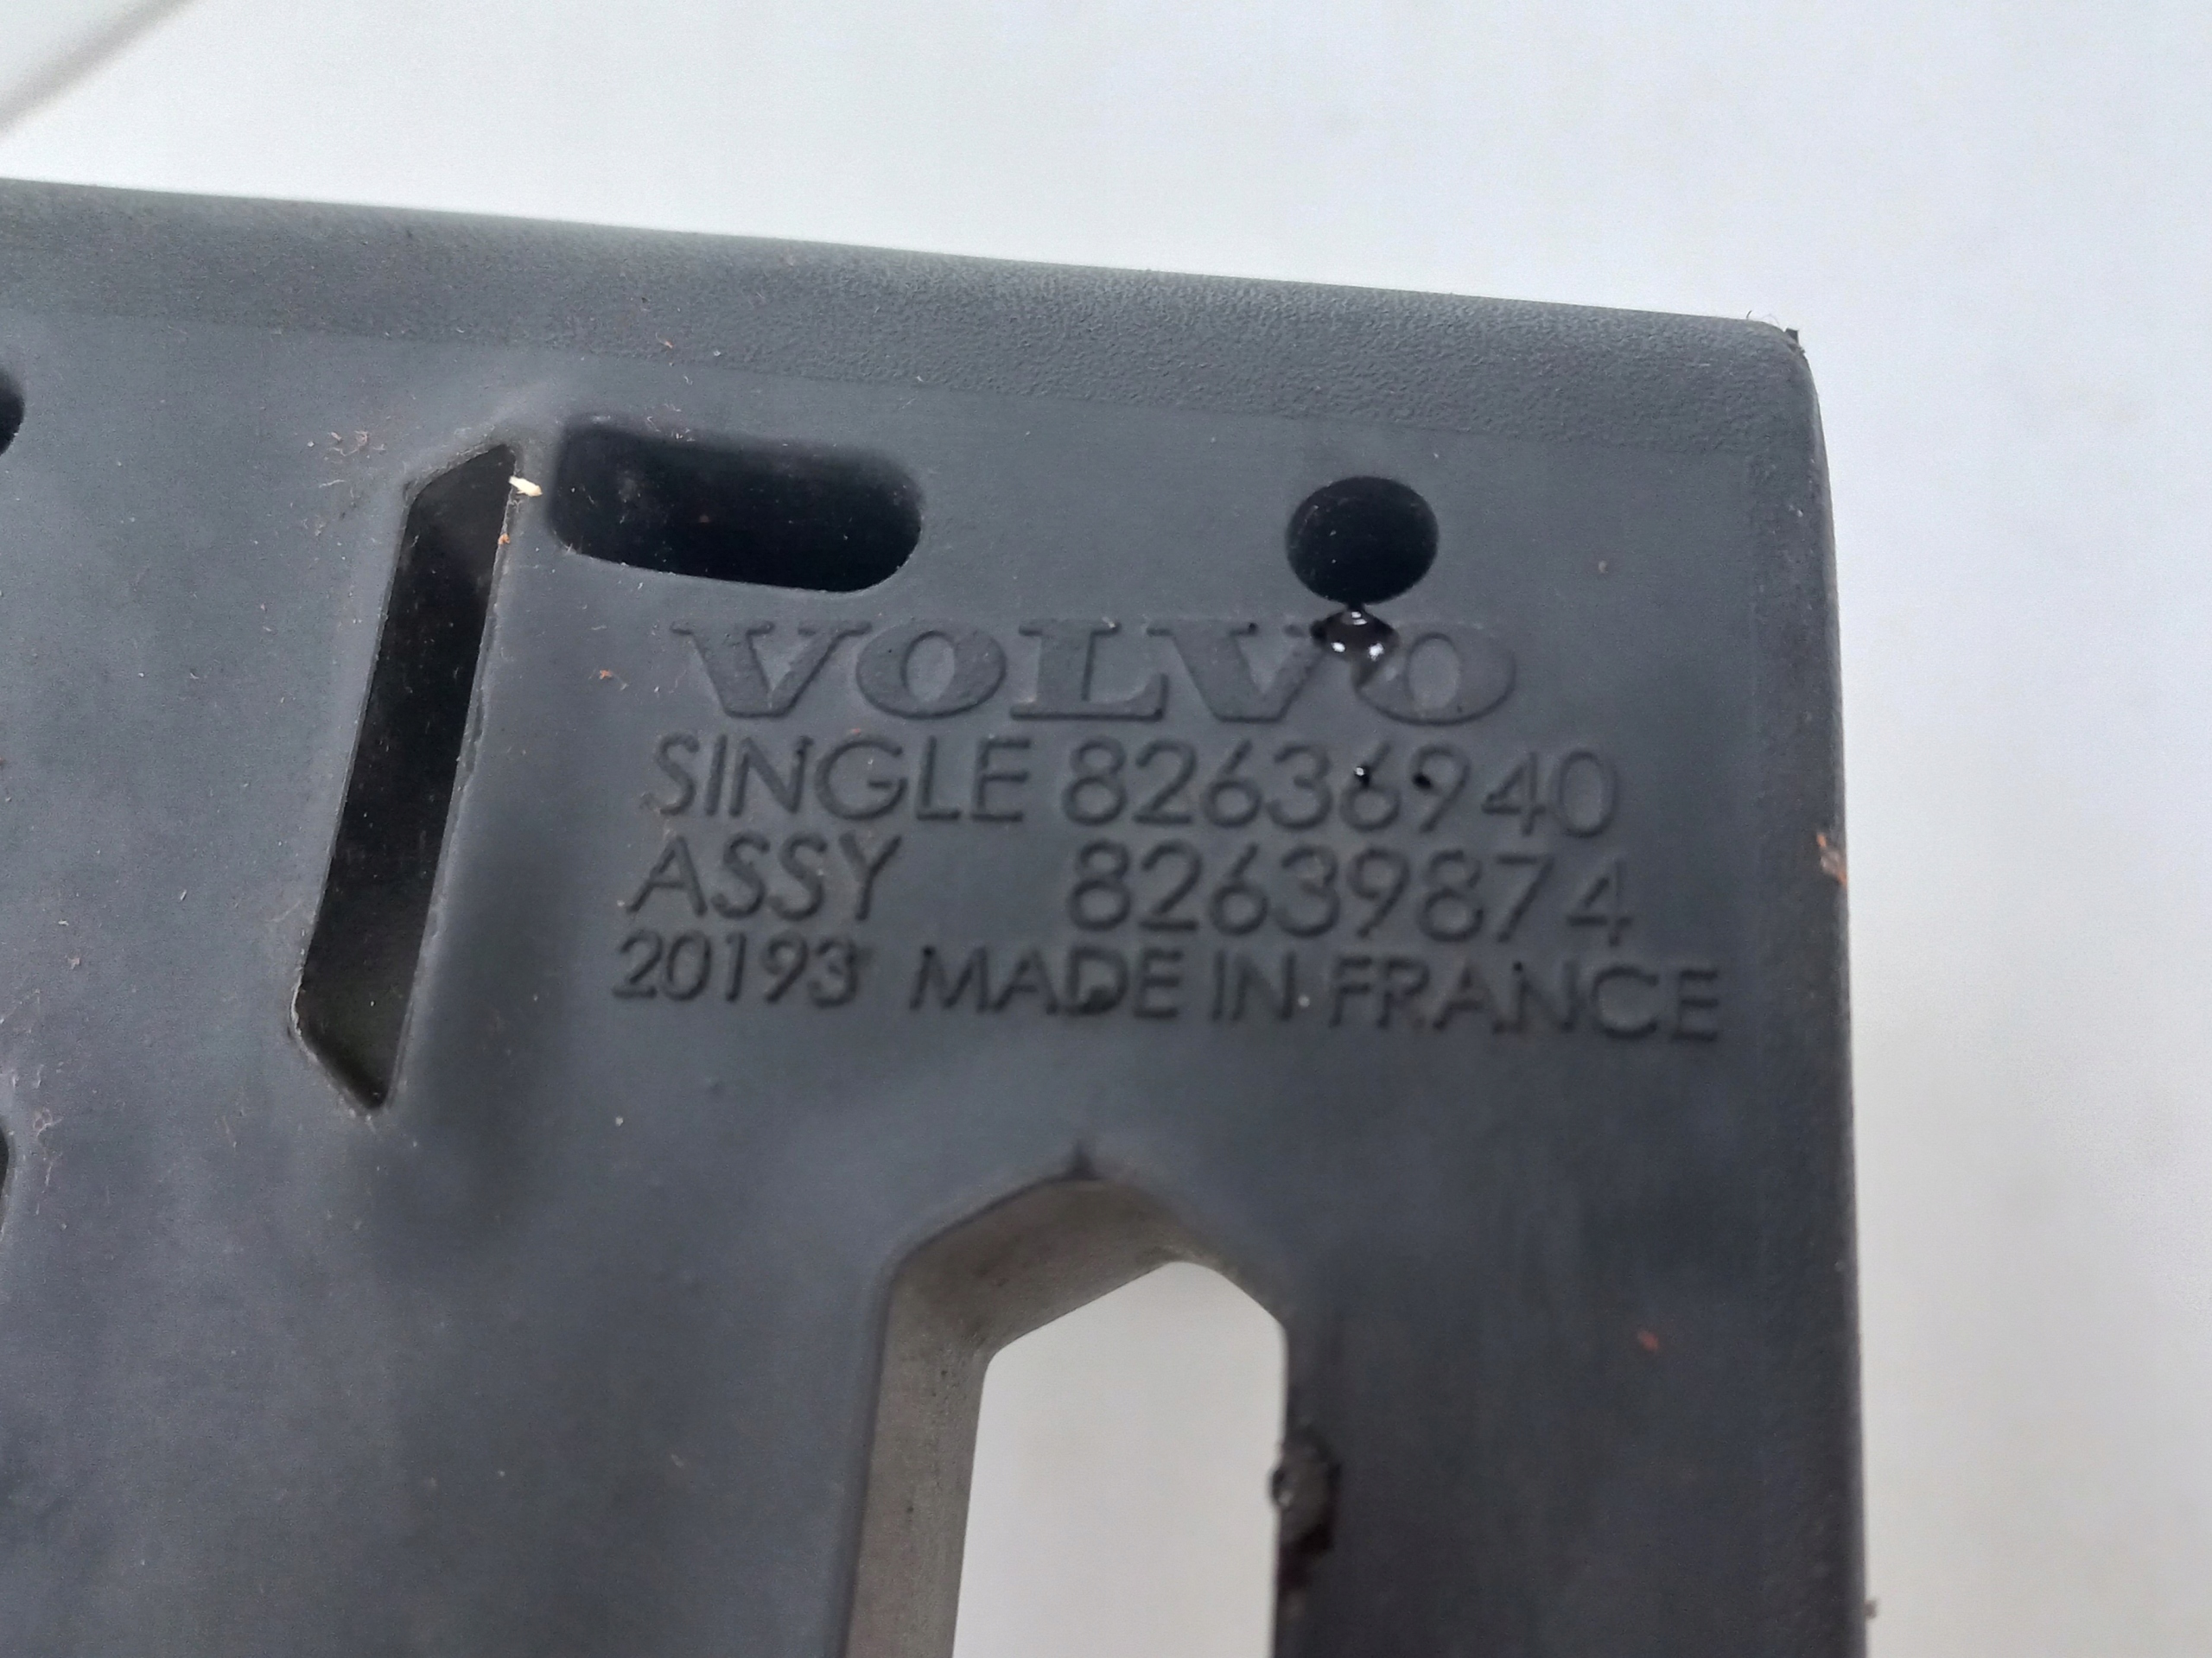 VOLVO
SINGLE 82636940
ASSY 82639874
20193 MADE IN FRANCE